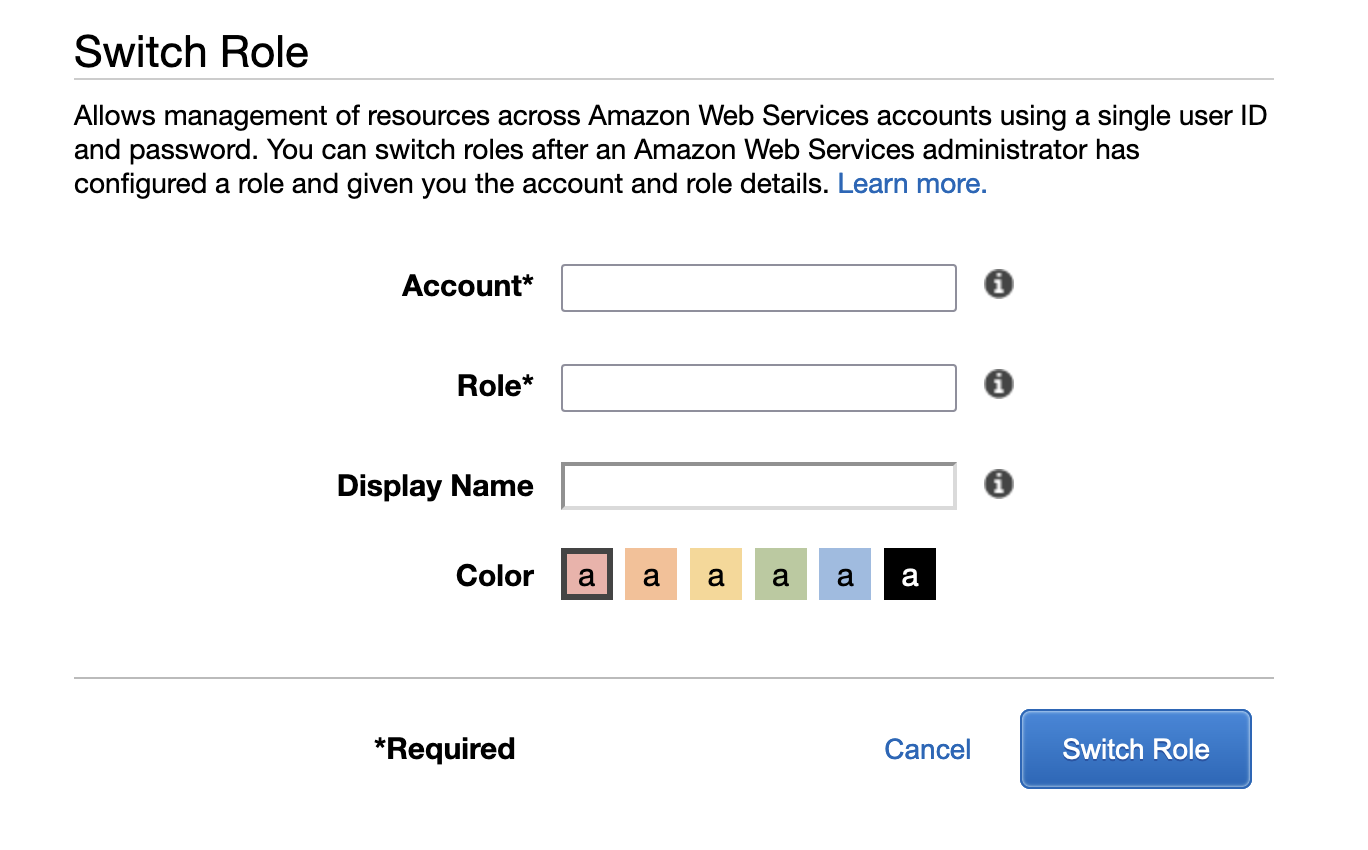 Switch Role
Allows management of resources across Amazon Web Services accounts using a single user ID
and password. You can switch roles after an Amazon Web Services administrator has
configured a role and given you the account and role details. Learn more.
Account*
Role*
Display Name
Color a a a a a a
*Required Cancel Switch Role